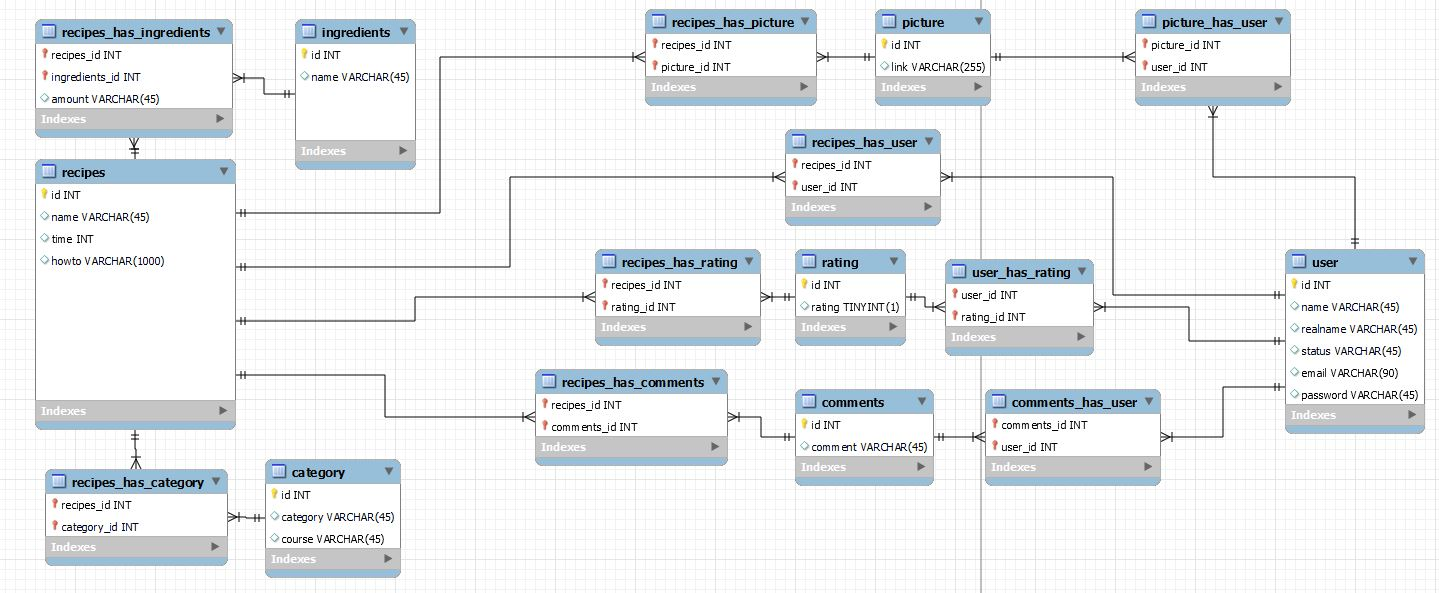 recipes_has_ingredients
recipes_id INT
ingredients_id INT
amount VARCHAR(45)
Indexes
ingredients
id INT
name VARCHAR(45)
Indexes
recipes_has_picture
recipes_id INT
picture_id INT
Indexes
picture
id INT
link VARCHAR(255)
Indexes
picture_has_user
picture_id INT
user_id INT
Indexes
recipes
id INT
name VARCHAR(45)
time INT
howto VARCHAR(1000)
Indexes
recipes_has_user
recipes_id INT
user_id INT
Indexes
recipes_has_rating
recipes_id INT
rating_id INT
Indexes
rating
id INT
rating TINYINT(1)
Indexes
user_has_rating
user_id INT
rating_id INT
Indexes
user
id INT
name VARCHAR(45)
realname VARCHAR(45)
status VARCHAR(45)
email VARCHAR(90)
password VARCHAR(45)
Indexes
recipes_has_comments
recipes_id INT
comments_id INT
Indexes
comments
id INT
comment VARCHAR(45)
Indexes
comments_has_user
comments_id INT
user_id INT
Indexes
recipes_has_category
recipes_id INT
category_id INT
Indexes
category
id INT
category VARCHAR(45)
course VARCHAR(45)
Indexes